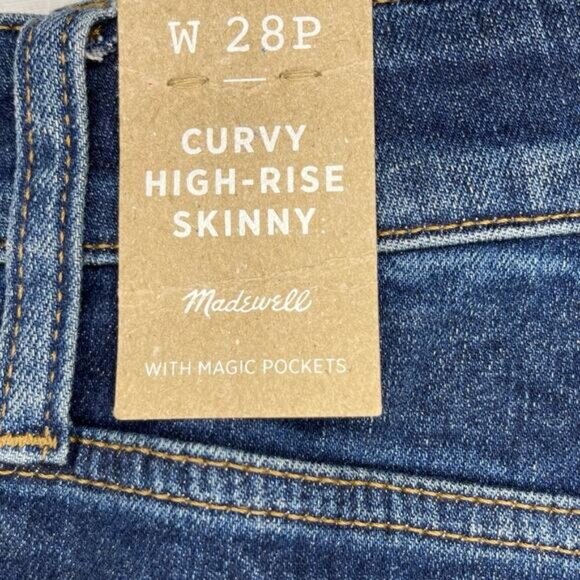 W 28P
CURVY
HIGH-RISE
SKINNY
Madewell
WITH MAGIC POCKETS